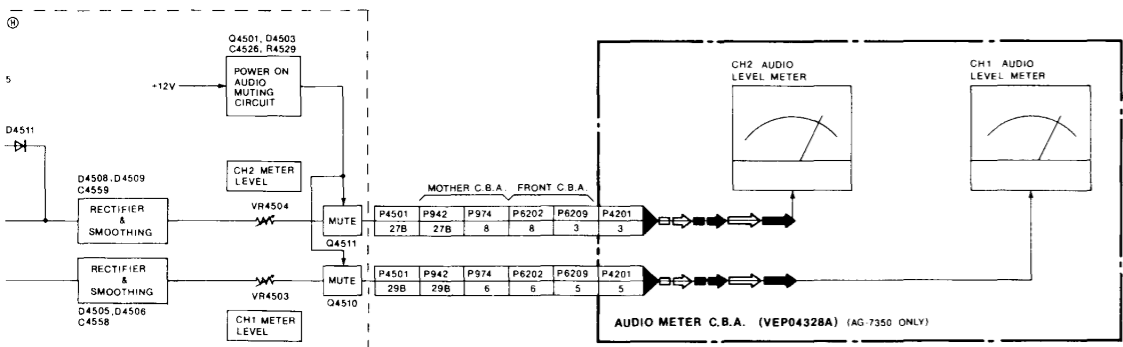 H
Q4501, D4503
C4526, R4529
POWER ON
AUDIO
MUTING
CIRCUIT
+12V
5
D4511
CH2 AUDIO
LEVEL METER
CH1 AUDIO
LEVEL METER
D4508, D4509
C4559
RECTIFIER
&
SMOOTHING
CH2 METER
LEVEL
VR4504
MUTE
Q4511
MOTHER C.B.A. FRONT C.B.A.
P4501 P942 P974 P6202 P6209 P4201
27B 27B 8 8 3 3
RECTIFIER
&
SMOOTHING
D4505, D4506
C4558
VR4503
CH1 METER
LEVEL
MUTE
Q4510
P4501 P942 P974 P6202 P6209 P4201
29B 29B 6 6 5 5
AUDIO METER C.B.A. (VEP04328A) (AG-7350 ONLY)